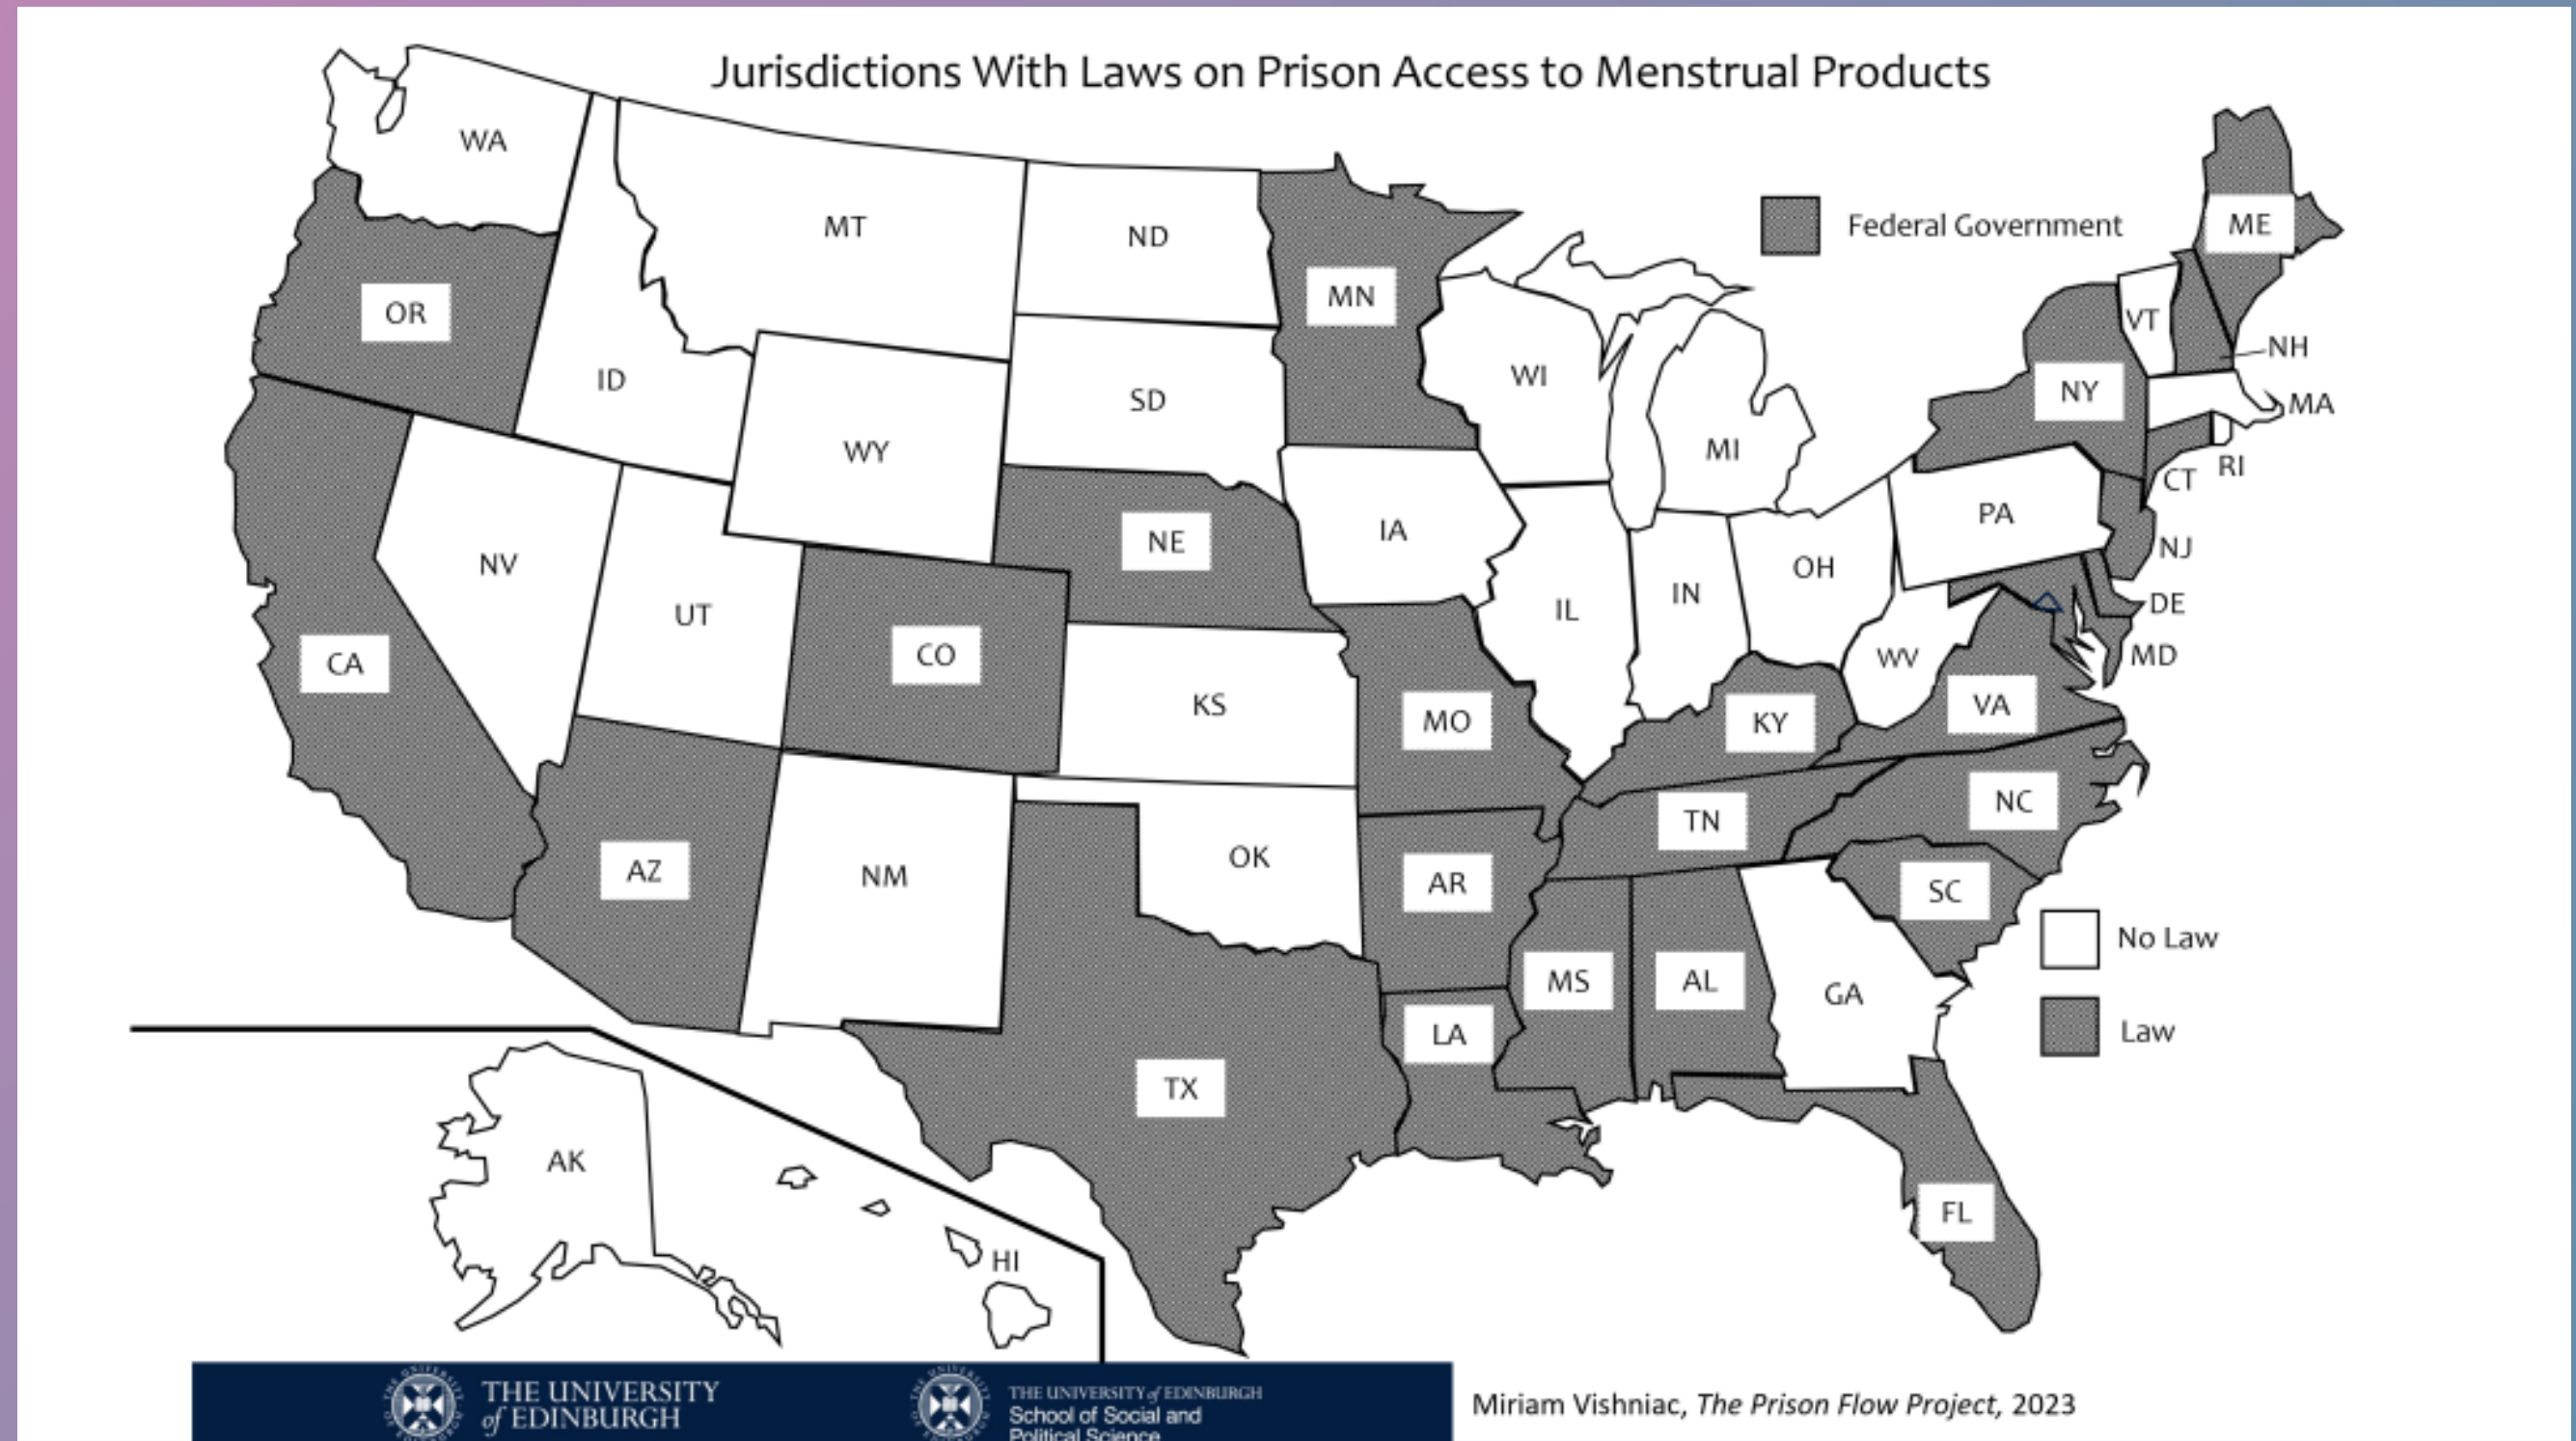 Jurisdictions With Laws on Prison Access to Menstrual Products
WA
MT
ND
MN
Federal Government
ME
OR
ID
SD
WI
VT
NH
NY
MA
WY
MI
CT
RI
NE
IA
PA
NJ
NV
UT
IL
IN
OH
DE
CA
CO
KS
MO
KY
WV
VA
MD
TN
NC
AZ
NM
OK
AR
SC
No Law
MS
AL
GA
LA
Law
TX
AK
FL
HI
THE UNIVERSITY
of EDINBURGH
THE UNIVERSITY of EDINBURGH
School of Social and
Political Science
Miriam Vishniac, The Prison Flow Project, 2023